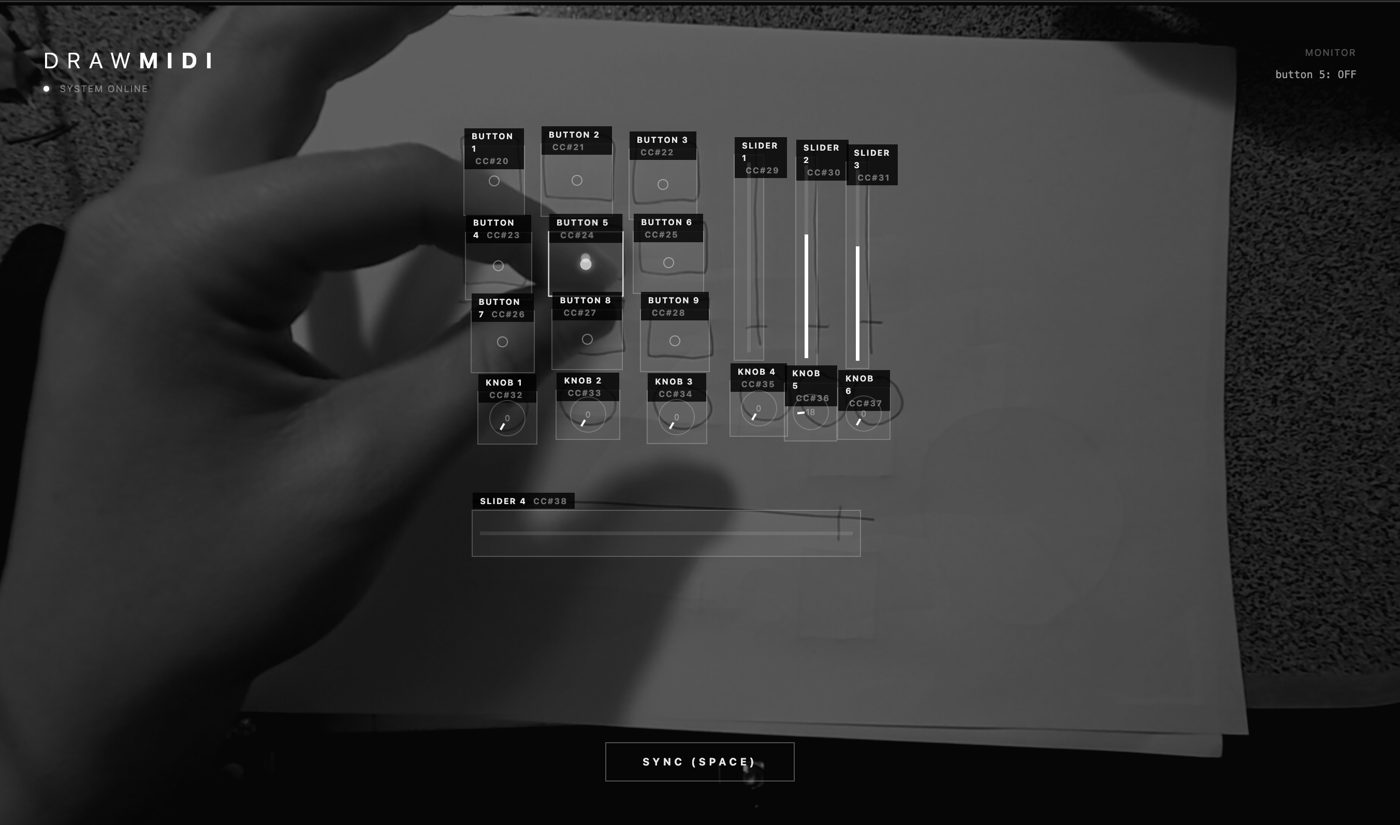 DRAWMIDI
SYSTEM ONLINE
MONITOR
button 5: OFF
BUTTON
1
CC#20
BUTTON 2
CC#21
BUTTON 3
CC#22
SLIDER
1
CC#29
SLIDER
2
CC#30
SLIDER
3
CC#31
BUTTON
4 CC#23
BUTTON 5
CC#24
BUTTON 6
CC#25
BUTTON
7 CC#26
BUTTON 8
CC#27
BUTTON 9
CC#28
KNOB 1
CC#32
0
KNOB 2
CC#33
0
KNOB 3
CC#34
0
KNOB 4
CC#35
0
KNOB
5
CC#36
18
KNOB
6
CC#37
0
SLIDER 4 CC#38
SYNC (SPACE)